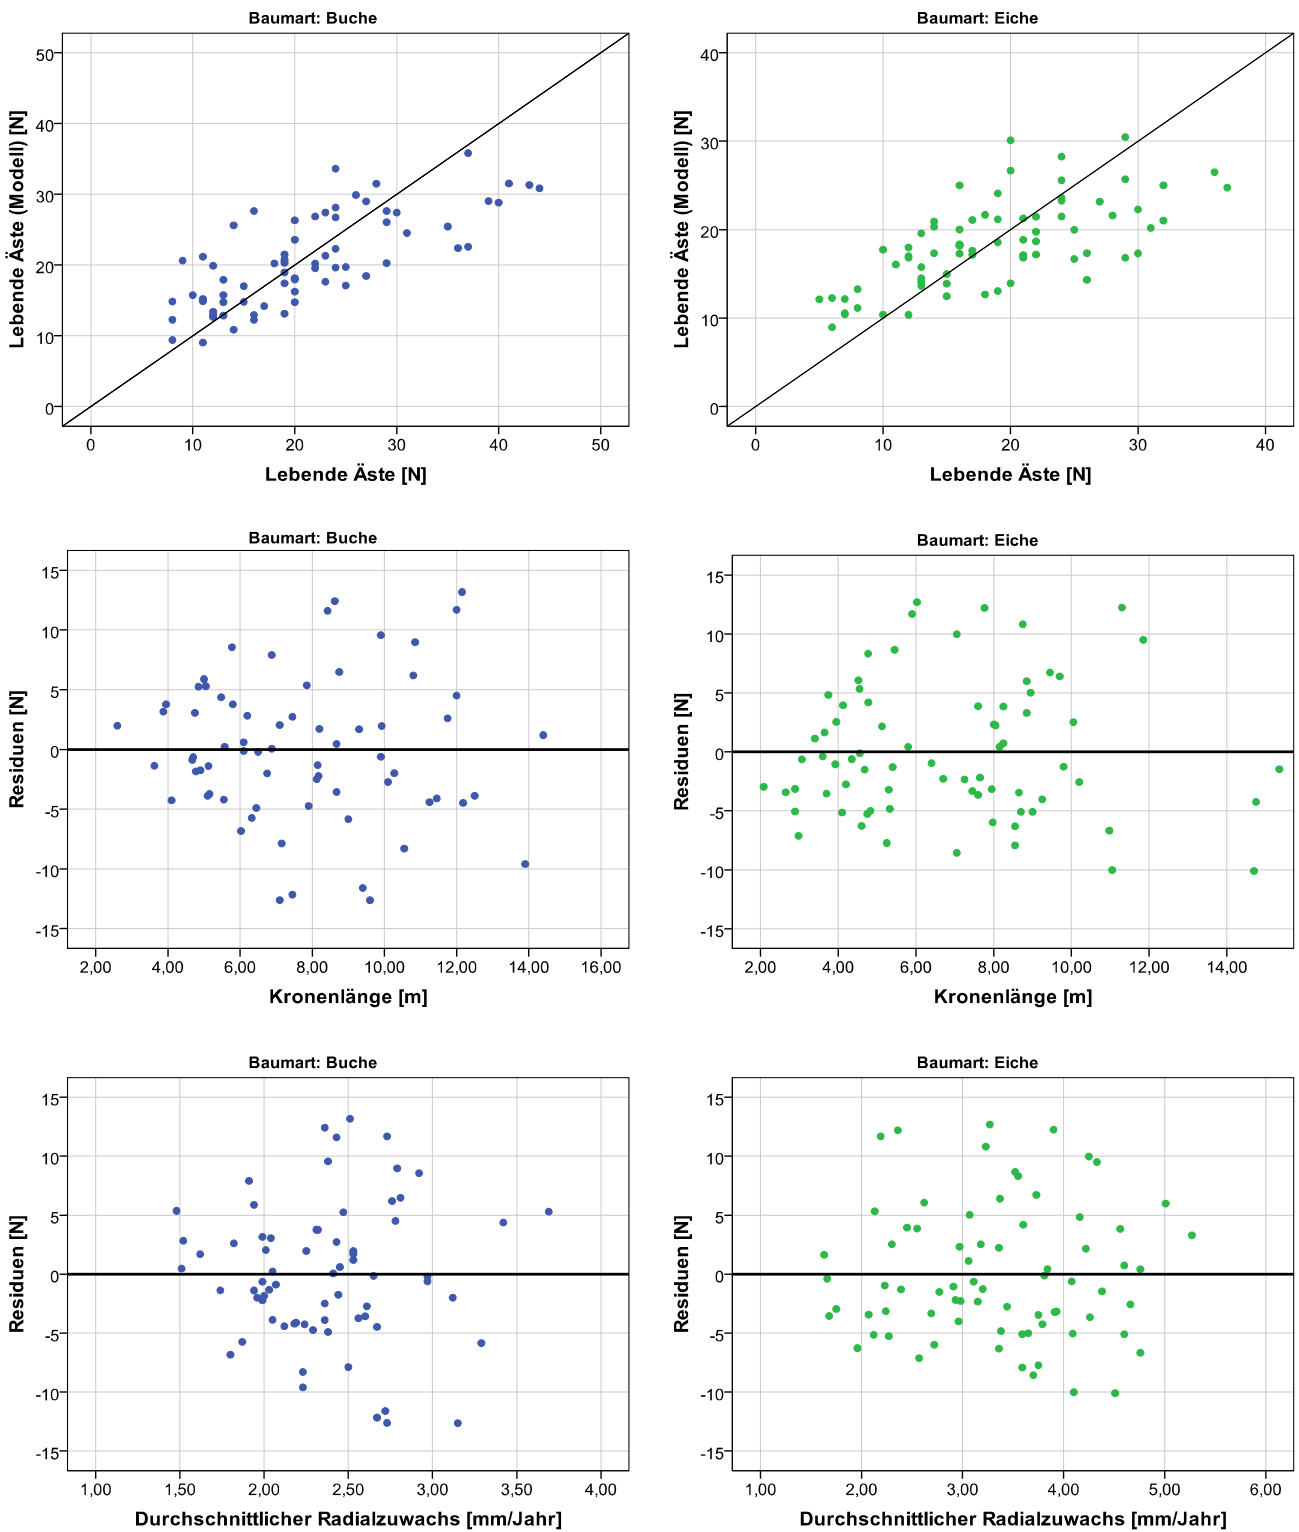 Baumart: Buche
Lebende Äste (Modell) [N]
50
40
30
20
10
0
0 10 20 30 40 50
Lebende Äste [N]
Baumart: Eiche
Lebende Äste (Modell) [N]
40
30
20
10
0
0 10 20 30 40
Lebende Äste [N]
Baumart: Buche
Residuen [N]
15
10
5
0
-5
-10
-15
2,00 4,00 6,00 8,00 10,00 12,00 14,00 16,00
Kronenlänge [m]
Baumart: Eiche
Residuen [N]
15
10
5
0
-5
-10
-15
2,00 4,00 6,00 8,00 10,00 12,00 14,00
Kronenlänge [m]
Baumart: Buche
Residuen [N]
15
10
5
0
-5
-10
-15
1,00 1,50 2,00 2,50 3,00 3,50 4,00
Durchschnittlicher Radialzuwachs [mm/Jahr]
Baumart: Eiche
Residuen [N]
15
10
5
0
-5
-10
-15
1,00 2,00 3,00 4,00 5,00 6,00
Durchschnittlicher Radialzuwachs [mm/Jahr]